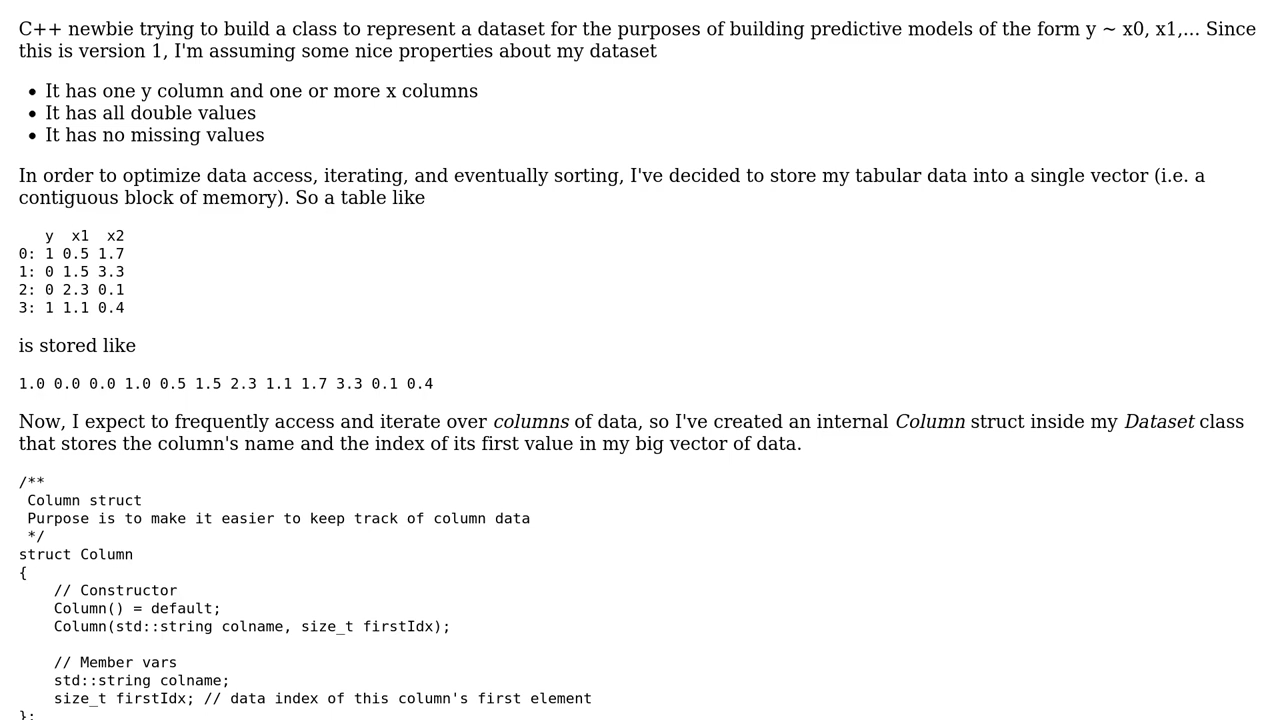 C++ newbie trying to build a class to represent a dataset for the purposes of building predictive models of the form y ~ x0, x1,... Since
this is version 1, I'm assuming some nice properties about my dataset
• It has one y column and one or more x columns
• It has all double values
• It has no missing values
In order to optimize data access, iterating, and eventually sorting, I've decided to store my tabular data into a single vector (i.e. a
contiguous block of memory). So a table like
   y  x1  x2
0: 1 0.5 1.7
1: 0 1.5 3.3
2: 0 2.3 0.1
3: 1 1.1 0.4
is stored like
1.0 0.0 0.0 1.0 0.5 1.5 2.3 1.1 1.7 3.3 0.1 0.4
Now, I expect to frequently access and iterate over columns of data, so I've created an internal Column struct inside my Dataset class
that stores the column's name and the index of its first value in my big vector of data.
/**
 Column struct
 Purpose is to make it easier to keep track of column data
 */
struct Column
{
    // Constructor
    Column() = default;
    Column(std::string colname, size_t firstIdx);
    // Member vars
    std::string colname;
    size_t firstIdx; // data index of this column's first element
};